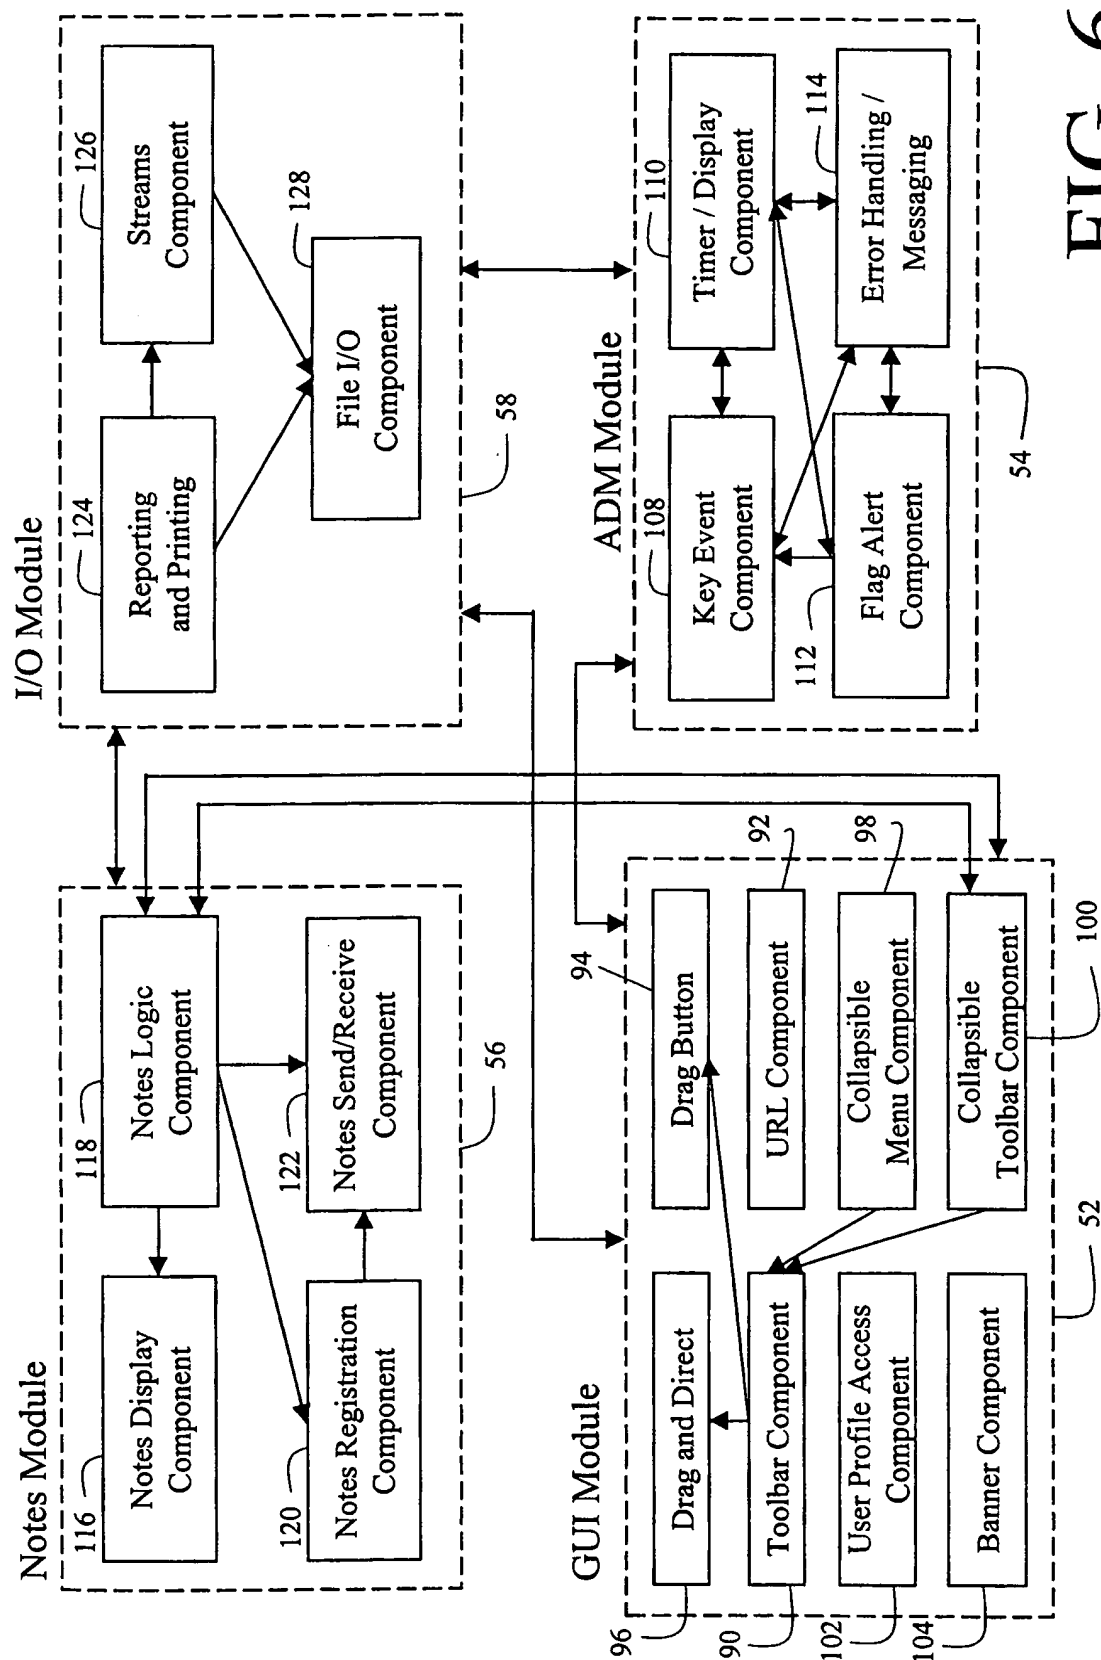 Notes Module
116
Notes Display
Component
118
Notes Logic
Component
120
Notes Registration
Component
122
Notes Send/Receive
Component
56
I/O Module
124
Reporting
and Printing
126
Streams
Component
128
File I/O
Component
58
GUI Module
96
Drag and Direct
94
Drag Button
90
Toolbar Component
92
URL Component
102
User Profile Access
Component
98
Collapsible
Menu Component
104
Banner Component
100
Collapsible
Toolbar Component
52
ADM Module
108
Key Event
Component
110
Timer / Display
Component
112
Flag Alert
Component
114
Error Handling /
Messaging
54
FIG. 6